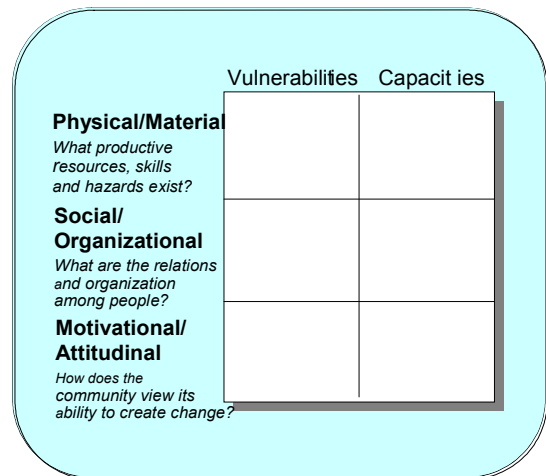 Vulnerabilities Capacit ies
Physical/Material
What productive
resources, skills
and hazards exist?
Social/
Organizational
What are the relations
and organization
among people?
Motivational/
Attitudinal
How does the
community view its
ability to create change?